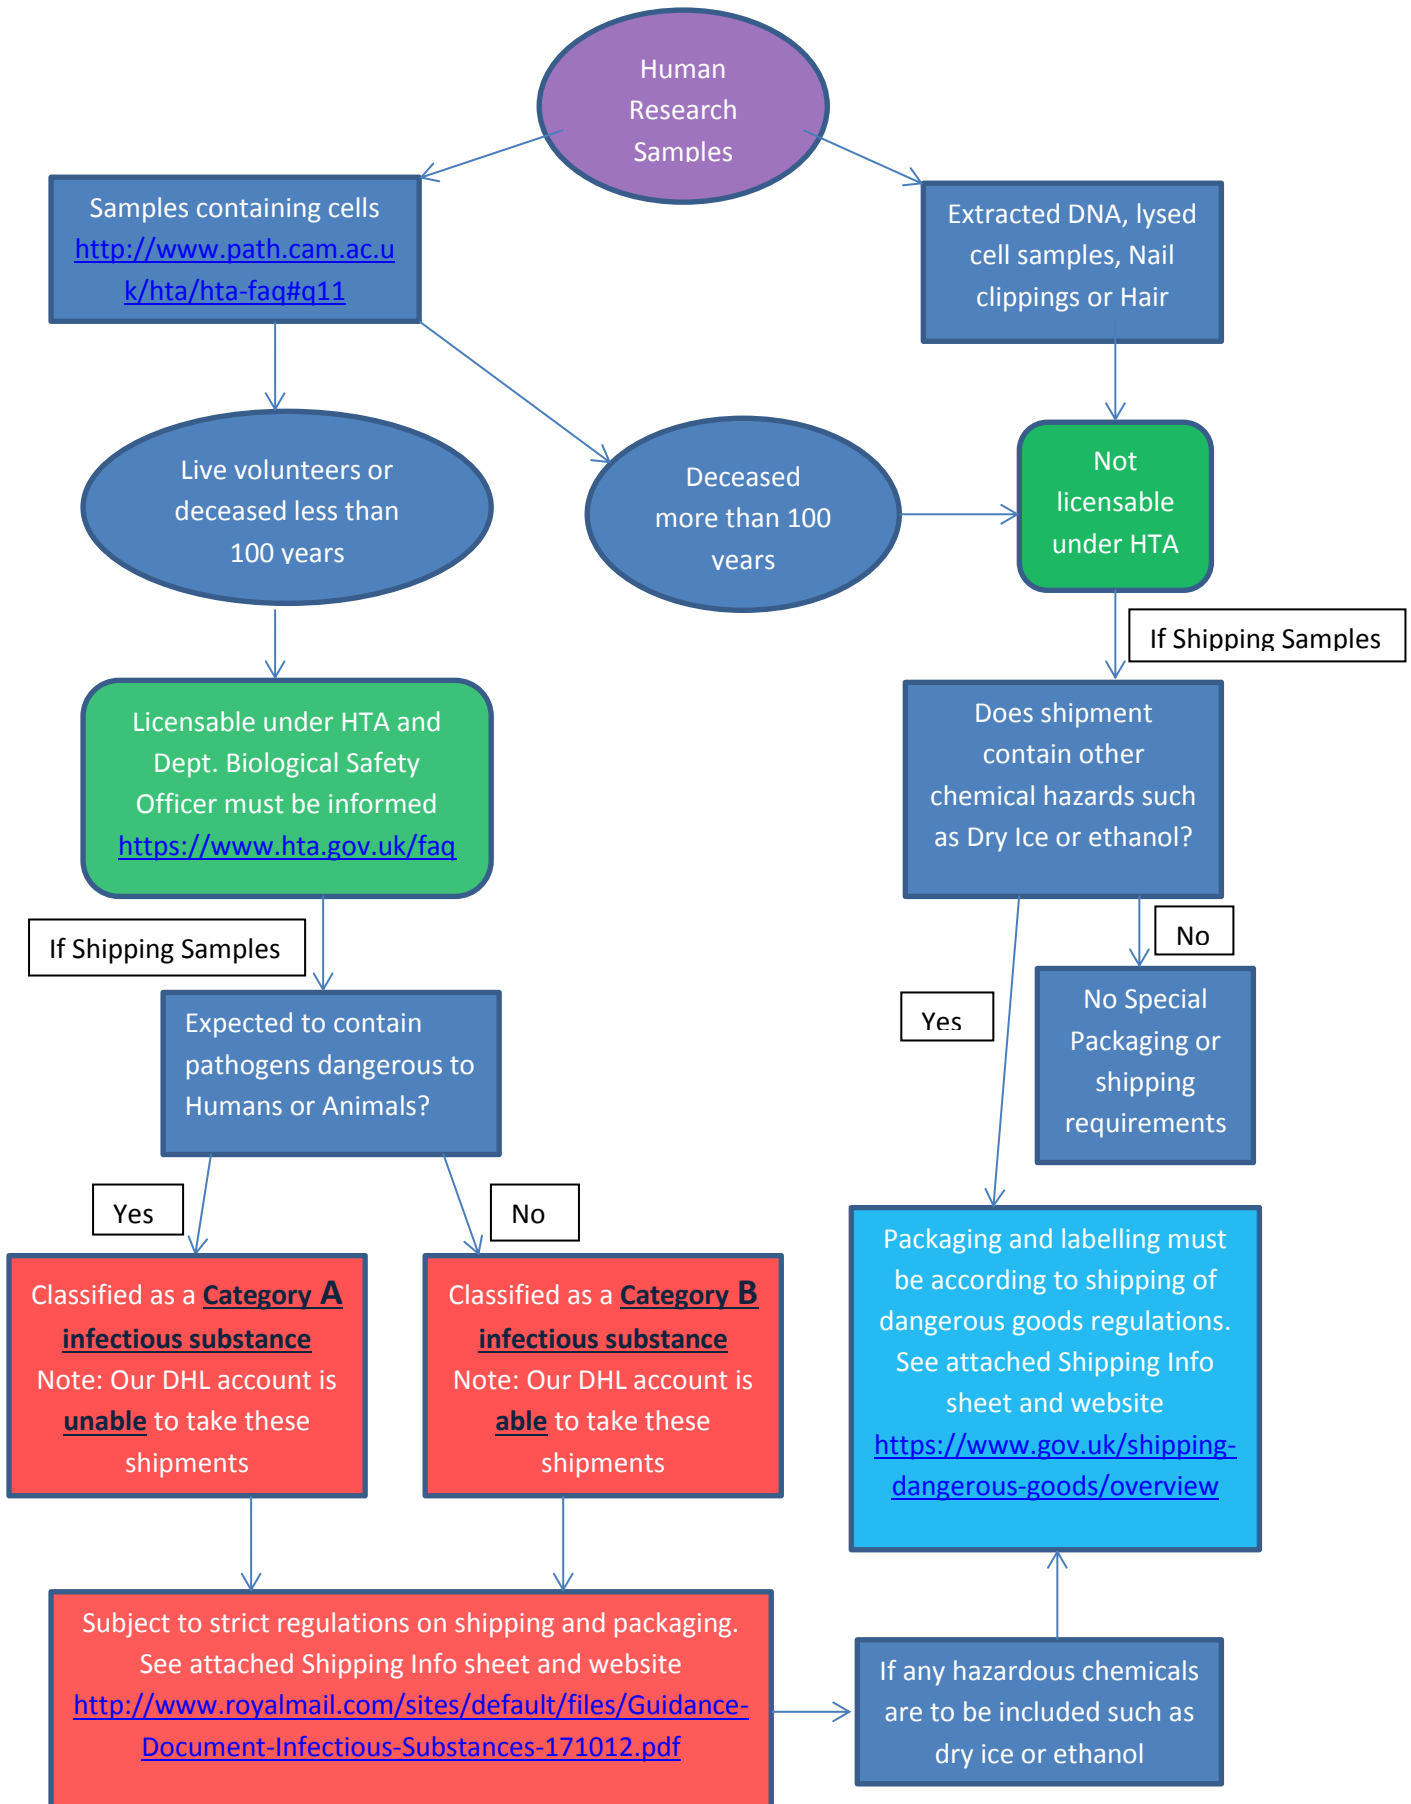 Human
Research
Samples
Samples containing cells
http://www.path.cam.ac.u
k/hta/hta-faq#q11
Extracted DNA, lysed
cell samples, Nail
clippings or Hair
Live volunteers or
deceased less than
100 years
Deceased
more than 100
years
Not
licensable
under HTA
If Shipping Samples
Licensable under HTA and
Dept. Biological Safety
Officer must be informed
https://www.hta.gov.uk/faq
Does shipment
contain other
chemical hazards such
as Dry Ice or ethanol?
If Shipping Samples
No
Yes
No Special
Packaging or
shipping
requirements
Expected to contain
pathogens dangerous to
Humans or Animals?
Yes
No
Classified as a Category A
infectious substance
Note: Our DHL account is
unable to take these
shipments
Classified as a Category B
infectious substance
Note: Our DHL account is
able to take these
shipments
Packaging and labelling must
be according to shipping of
dangerous goods regulations.
See attached Shipping Info
sheet and website
https://www.gov.uk/shipping-
dangerous-goods/overview
Subject to strict regulations on shipping and packaging.
See attached Shipping Info sheet and website
http://www.royalmail.com/sites/default/files/Guidance-
Document-Infectious-Substances-171012.pdf
If any hazardous chemicals
are to be included such as
dry ice or ethanol